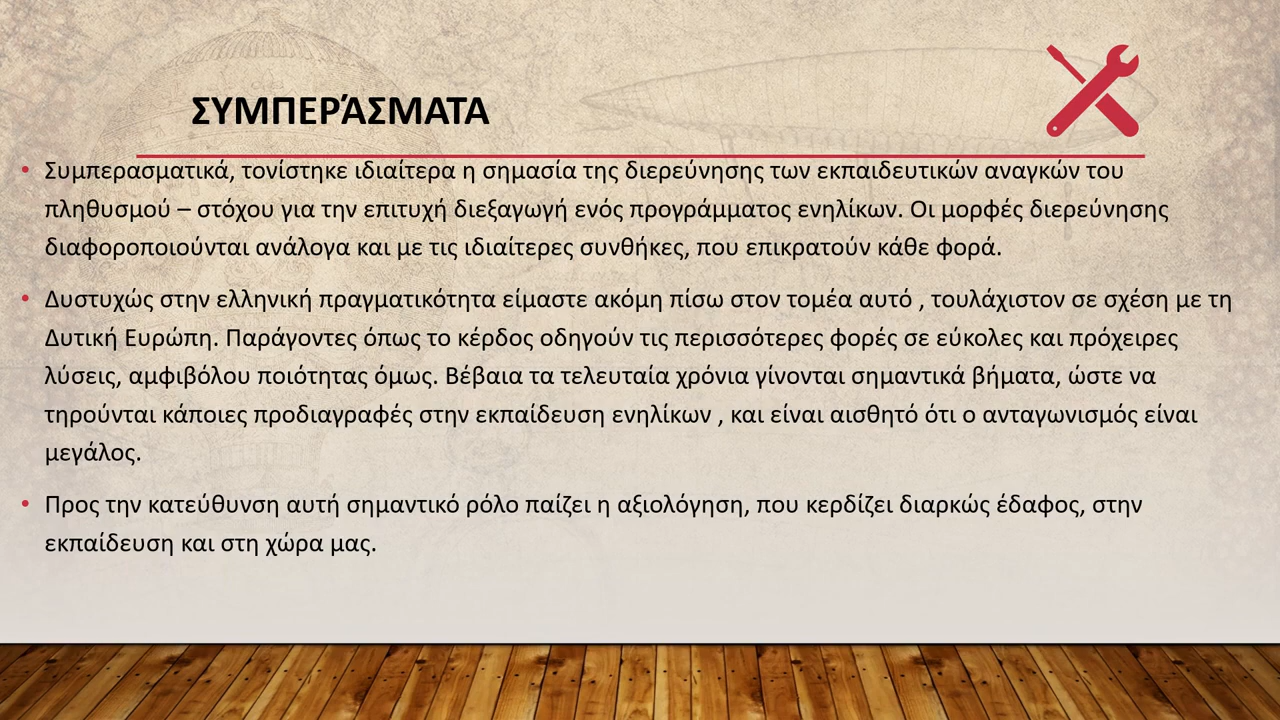 ΣΥΜΠΕΡΆΣΜΑΤΑ
• Συμπερασματικά, τονίστηκε ιδιαίτερα η σημασία της διερεύνησης των εκπαιδευτικών αναγκών του
πληθυσμού – στόχου για την επιτυχή διεξαγωγή ενός προγράμματος ενηλίκων. Οι μορφές διερεύνησης
διαφοροποιούνται ανάλογα και με τις ιδιαίτερες συνθήκες, που επικρατούν κάθε φορά.
• Δυστυχώς στην ελληνική πραγματικότητα είμαστε ακόμη πίσω στον τομέα αυτό , τουλάχιστον σε σχέση με τη
Δυτική Ευρώπη. Παράγοντες όπως το κέρδος οδηγούν τις περισσότερες φορές σε εύκολες και πρόχειρες
λύσεις, αμφιβόλου ποιότητας όμως. Βέβαια τα τελευταία χρόνια γίνονται σημαντικά βήματα, ώστε να
τηρούνται κάποιες προδιαγραφές στην εκπαίδευση ενηλίκων , και είναι αισθητό ότι ο ανταγωνισμός είναι
μεγάλος.
• Προς την κατεύθυνση αυτή σημαντικό ρόλο παίζει η αξιολόγηση, που κερδίζει διαρκώς έδαφος, στην
εκπαίδευση και στη χώρα μας.